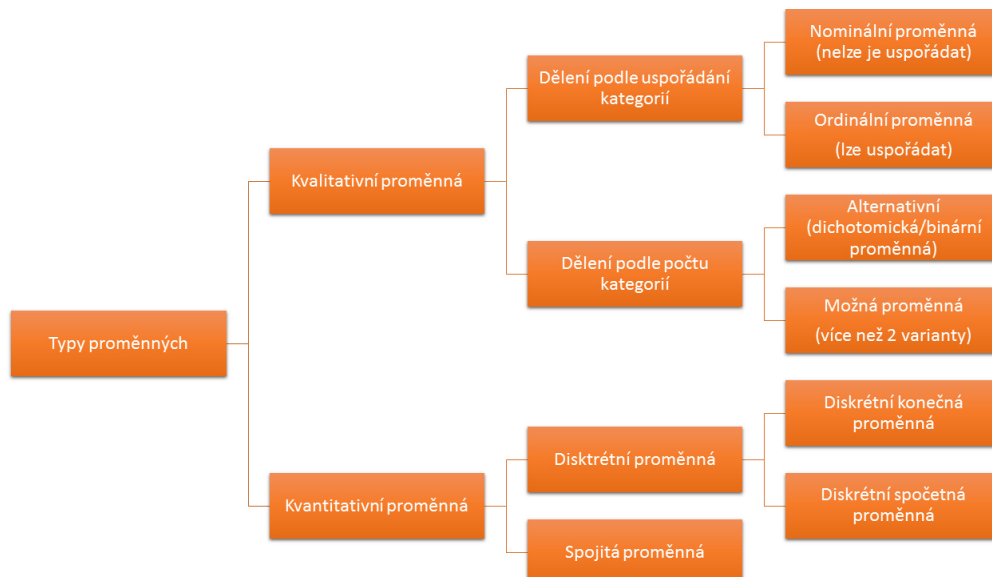 Typy proměnných
Kvalitativní proměnná
Dělení podle uspořádání
kategorií
Nominální proměnná
(nelze je uspořádat)
Ordinální proměnná
(lze uspořádat)
Dělení podle počtu
kategorií
Alternativní
(dichotomická/binární
proměnná)
Možná proměnná
(více než 2 varianty)
Kvantitativní proměnná
Disktrétní proměnná
Diskrétní konečná
proměnná
Diskrétní spočetná
proměnná
Spojitá proměnná